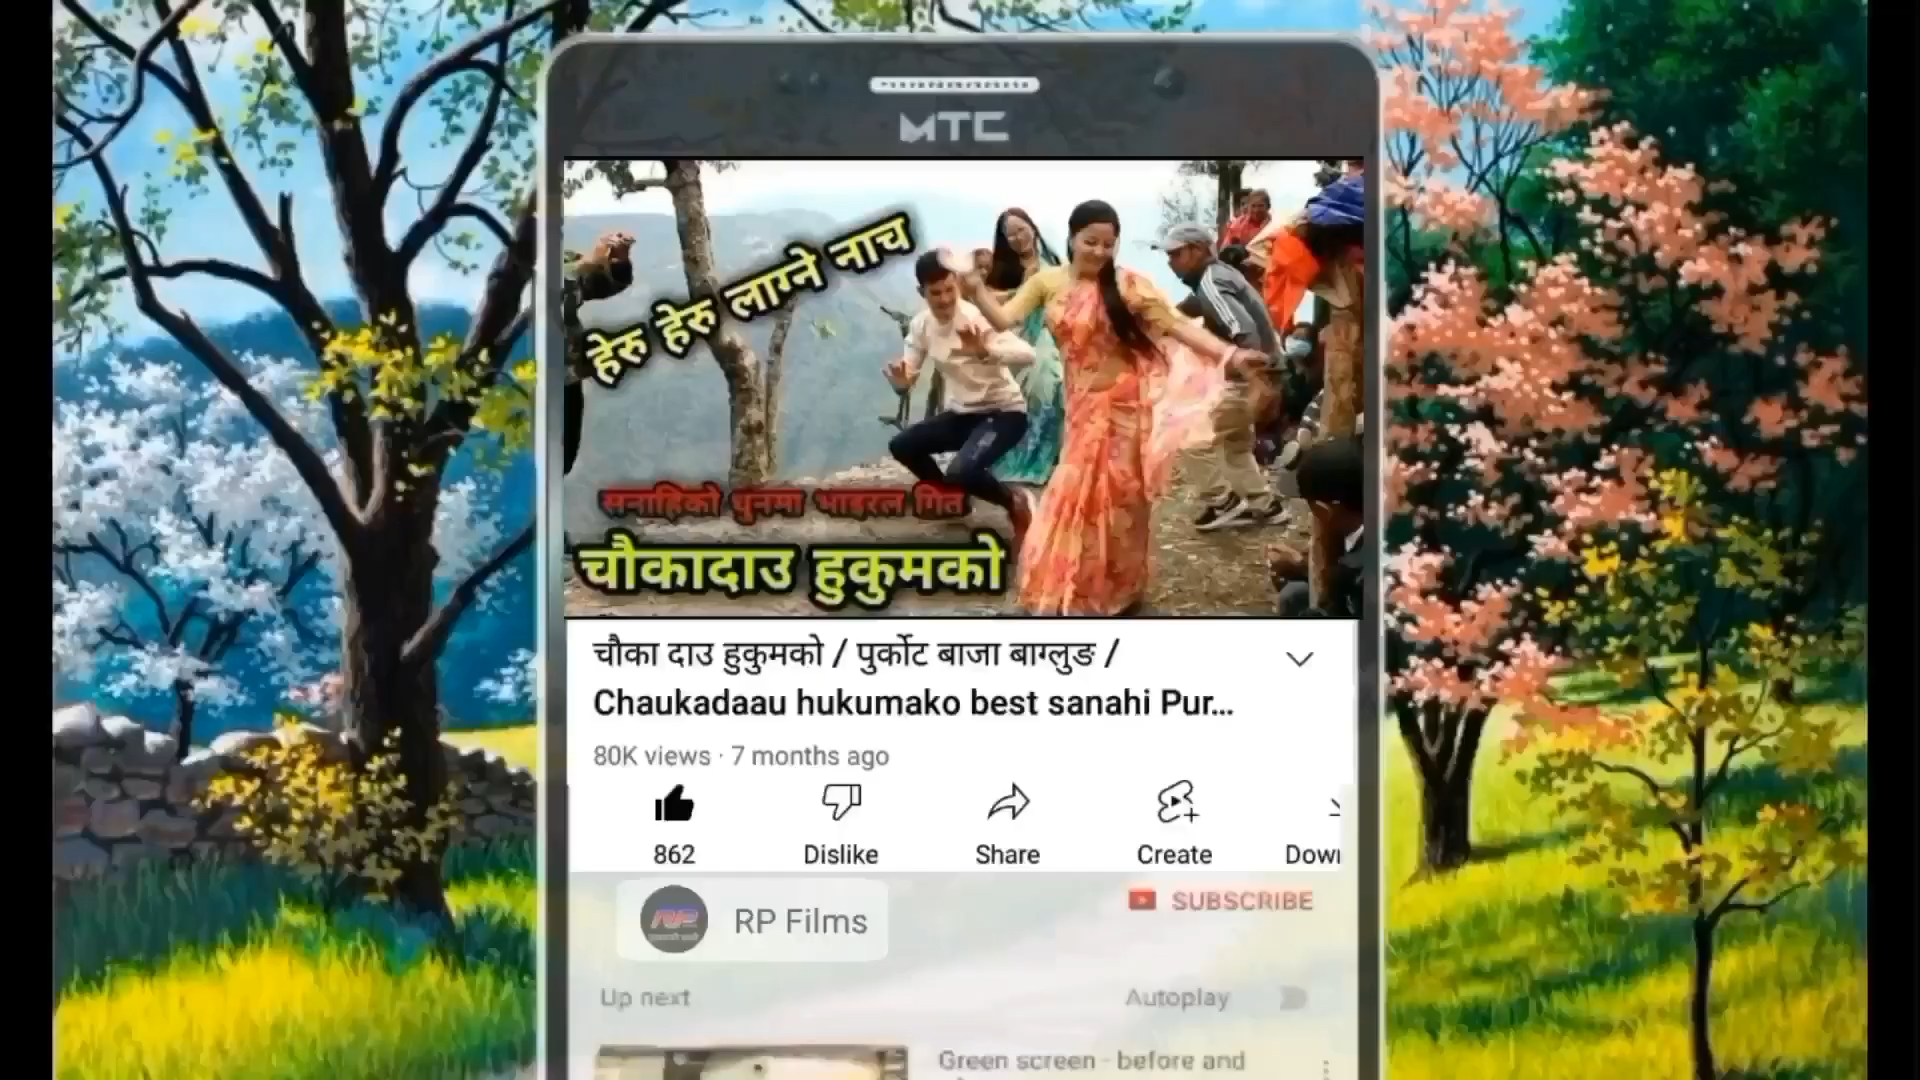 MTC
हेरु हेरु लाग्ने नाच
सनाहिको धुनमा भाइरल गित
चौकादाउ हुकुमको
चौका दाउ हुकुमको / पुर्कोट बाजा बाग्लुङ /
Chaukadaau hukumako best sanahi Pur...
80K views · 7 months ago
862 Dislike Share Create Down
RP Films SUBSCRIBE
Up next Autoplay
Green screen - before and